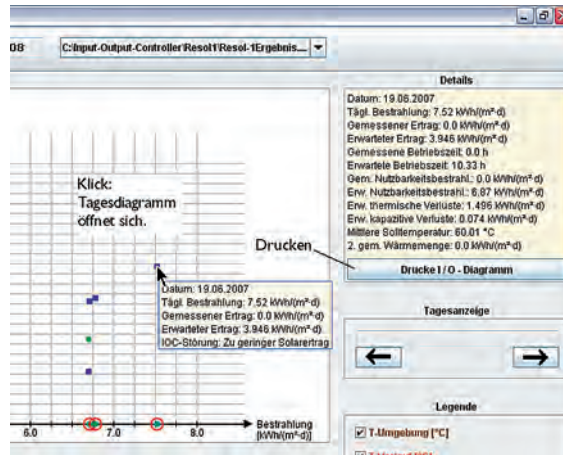 08
C:\Input-Output-Controller\Resol1\Resol-1Ergebnis....
Details
Datum: 19.06.2007
Tägl. Bestrahlung: 7.52 kWh/(m²·d)
Gemessener Ertrag: 0.0 kWh/(m²·d)
Erwarteter Ertrag: 3.946 kWh/(m²·d)
Gemessene Betriebszeit: 0.0 h
Erwartete Betriebszeit: 10.33 h
Gem. Nutzbarkeitsbestrahl.: 0.0 kWh/(m²·d)
Erw. Nutzbarkeitsbestrahl.: 6.87 kWh/(m²·d)
Erw. thermische Verluste: 1.496 kWh/(m²·d)
Erw. kapazitive Verluste: 0.074 kWh/(m²·d)
Mittlere Solltemperatur: 60.01 °C
2. gem. Wärmemenge: 0.0 kWh/(m²·d)
Klick:
Tagesdiagramm
öffnet sich.
Drucken
Drucke I / O - Diagramm
Datum: 19.06.2007
Tägl. Bestrahlung: 7.52 kWh/(m²·d)
Gemessener Ertrag: 0.0 kWh/(m²·d)
Erwarteter Ertrag: 3.946 kWh/(m²·d)
IOC-Störung: Zu geringer Solarertrag
Tagesanzeige
Legende
Bestrahlung
[kWh/(m²·d)]
6.0 7.0 8.0
T-Umgebung [°C]